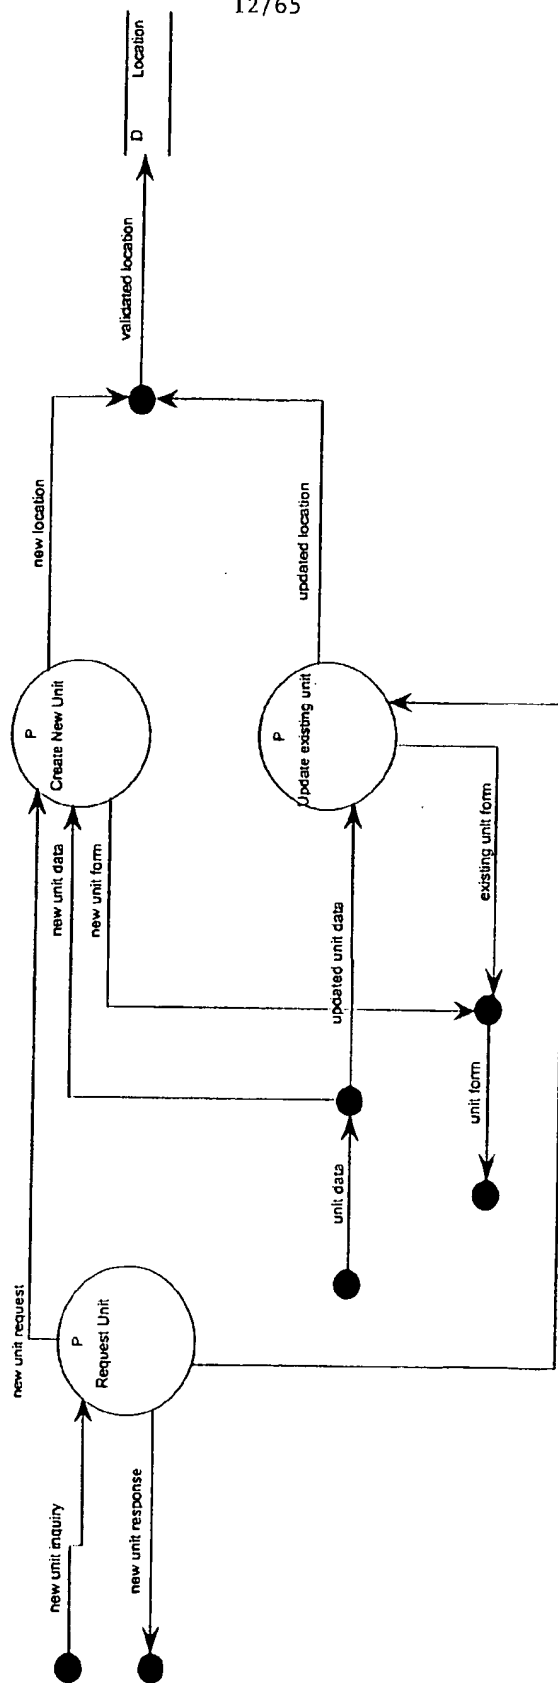 12/65
new unit inquiry
new unit response
P
Request Unit
new unit request
unit data
new unit data
new unit form
updated unit data
unit form
existing unit form
P
Create New Unit
P
Update existing unit
new location
updated location
validated location
D Location